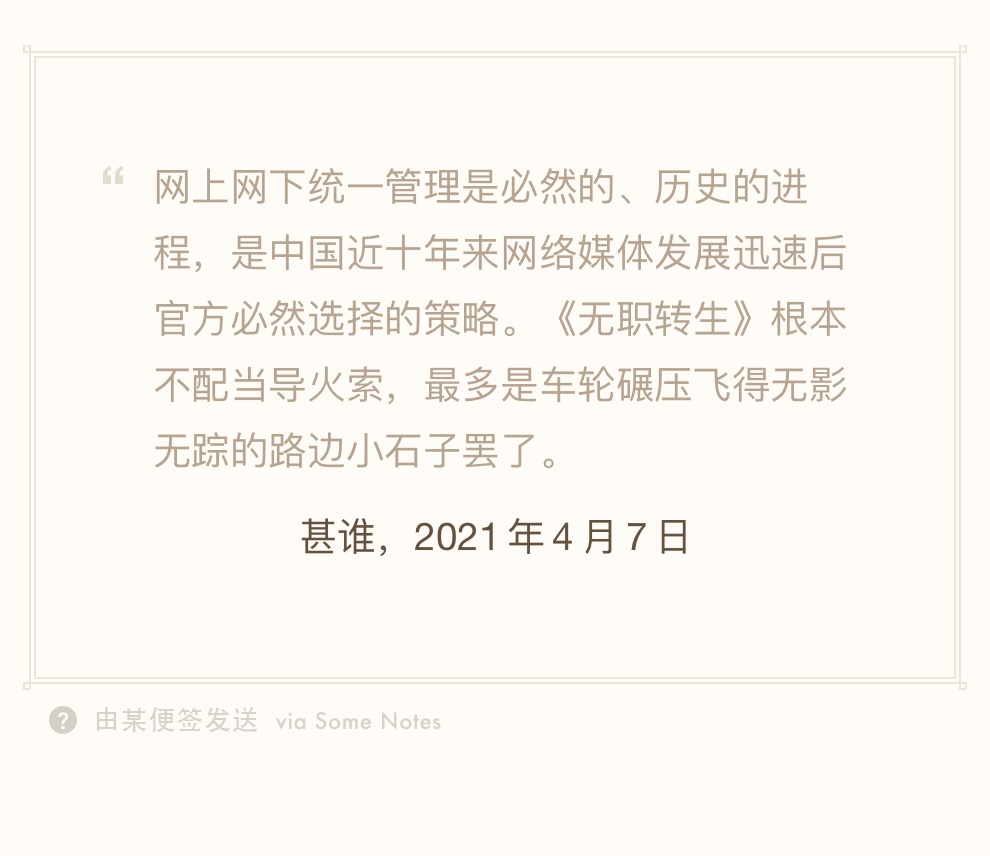 “ 网上网下统一管理是必然的、历史的进
程，是中国近十年来网络媒体发展迅速后
官方必然选择的策略。《无职转生》根本
不配当导火索，最多是车轮碾压飞得无影
无踪的路边小石子罢了。
甚谁，2021 年 4 月 7 日
? 由某便签发送 via Some Notes